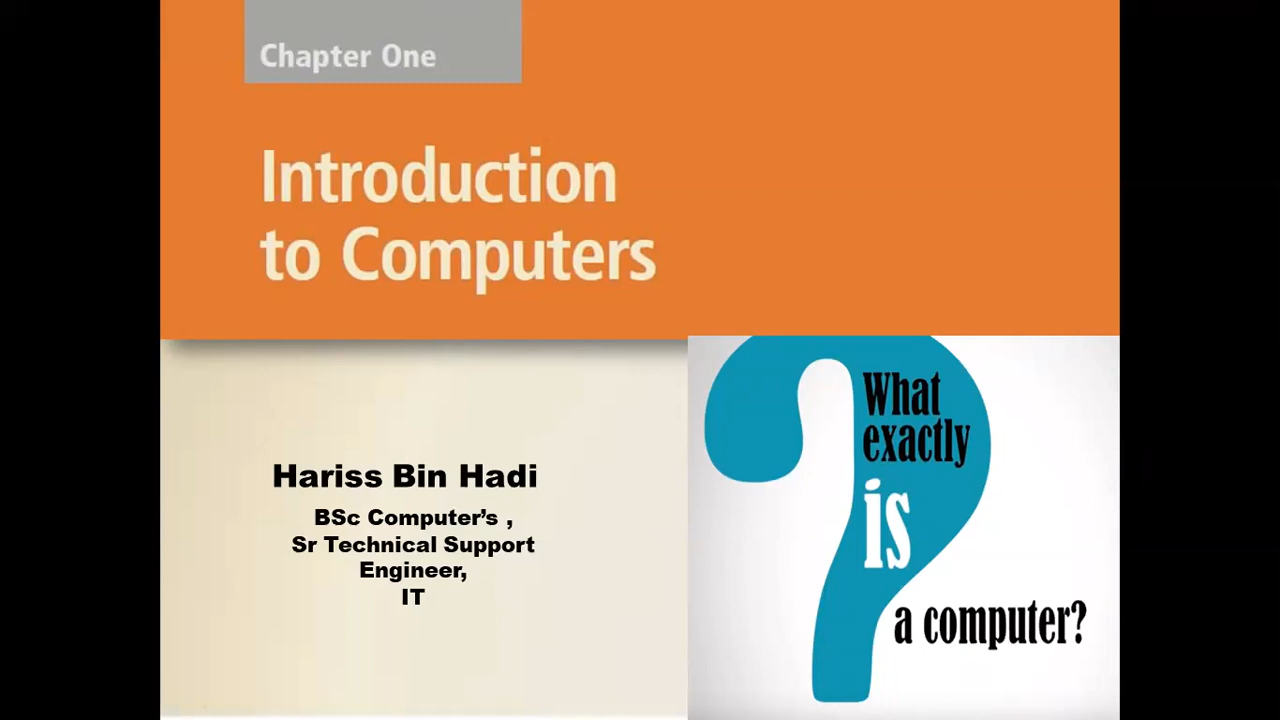 Chapter One
Introduction
to Computers
Hariss Bin Hadi
BSc Computer’s ,
Sr Technical Support
Engineer,
IT
What
exactly
is
a computer?